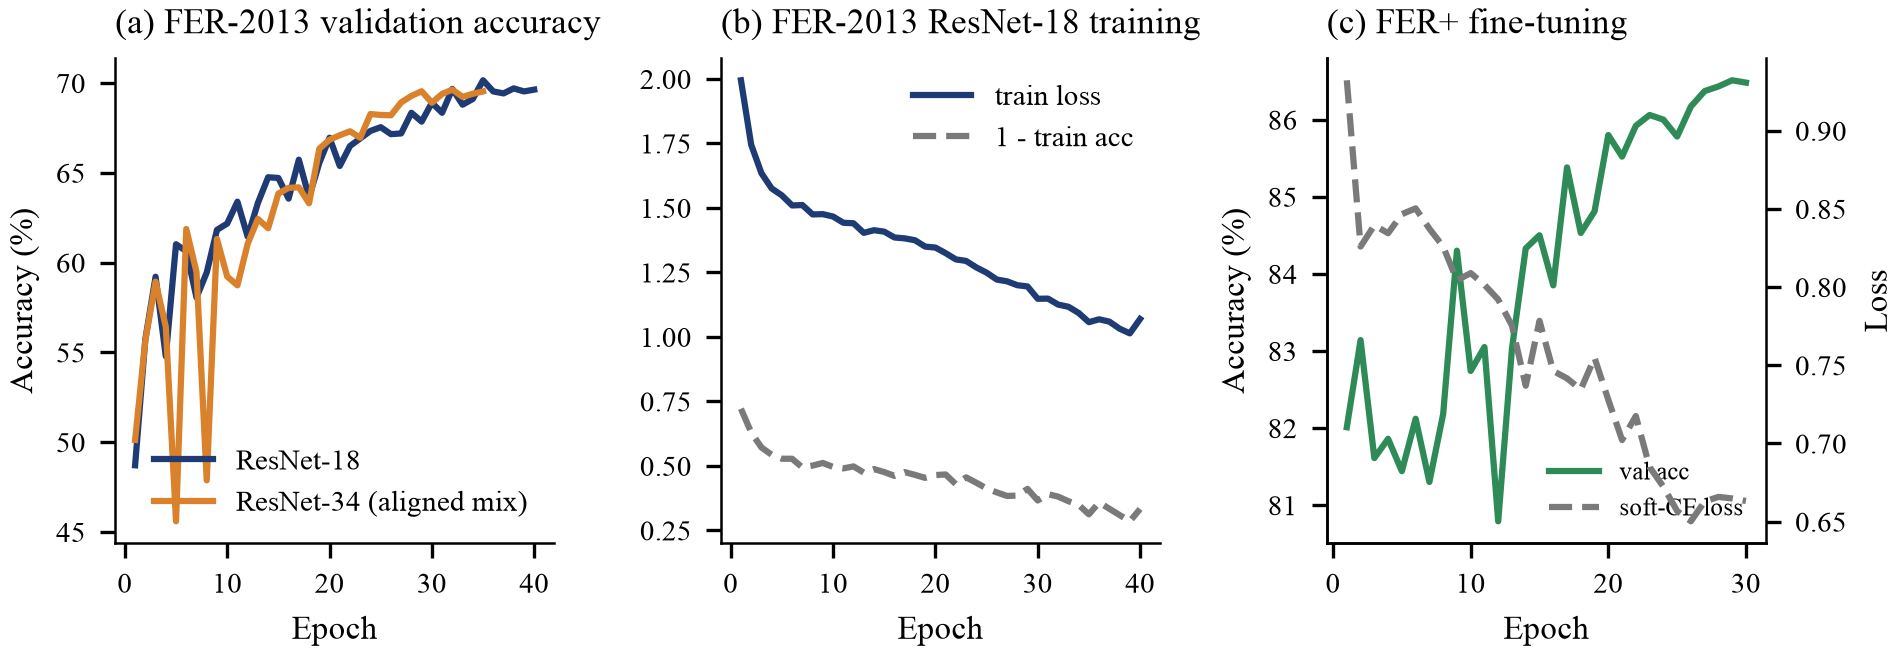 (a) FER-2013 validation accuracy
Accuracy (%)
70
65
60
55
50
45
ResNet-18
ResNet-34 (aligned mix)
0 10 20 30 40
Epoch
(b) FER-2013 ResNet-18 training
2.00
1.75
1.50
1.25
1.00
0.75
0.50
0.25
train loss
1 - train acc
0 10 20 30 40
Epoch
(c) FER+ fine-tuning
Accuracy (%)
86
85
84
83
82
81
val acc
soft-CE loss
0.90
0.85
0.80
0.75
0.70
0.65
Loss
0 10 20 30
Epoch